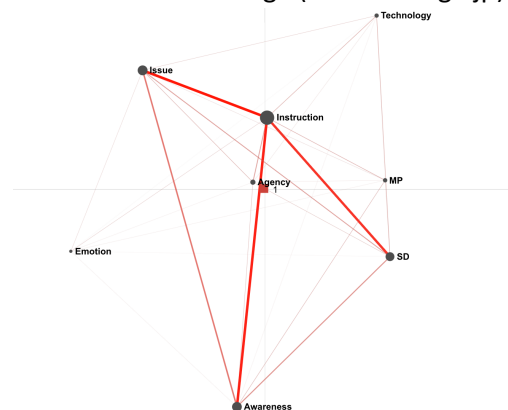 Technology
Issue
Instruction
Agency
MP
1
Emotion
SD
Awareness